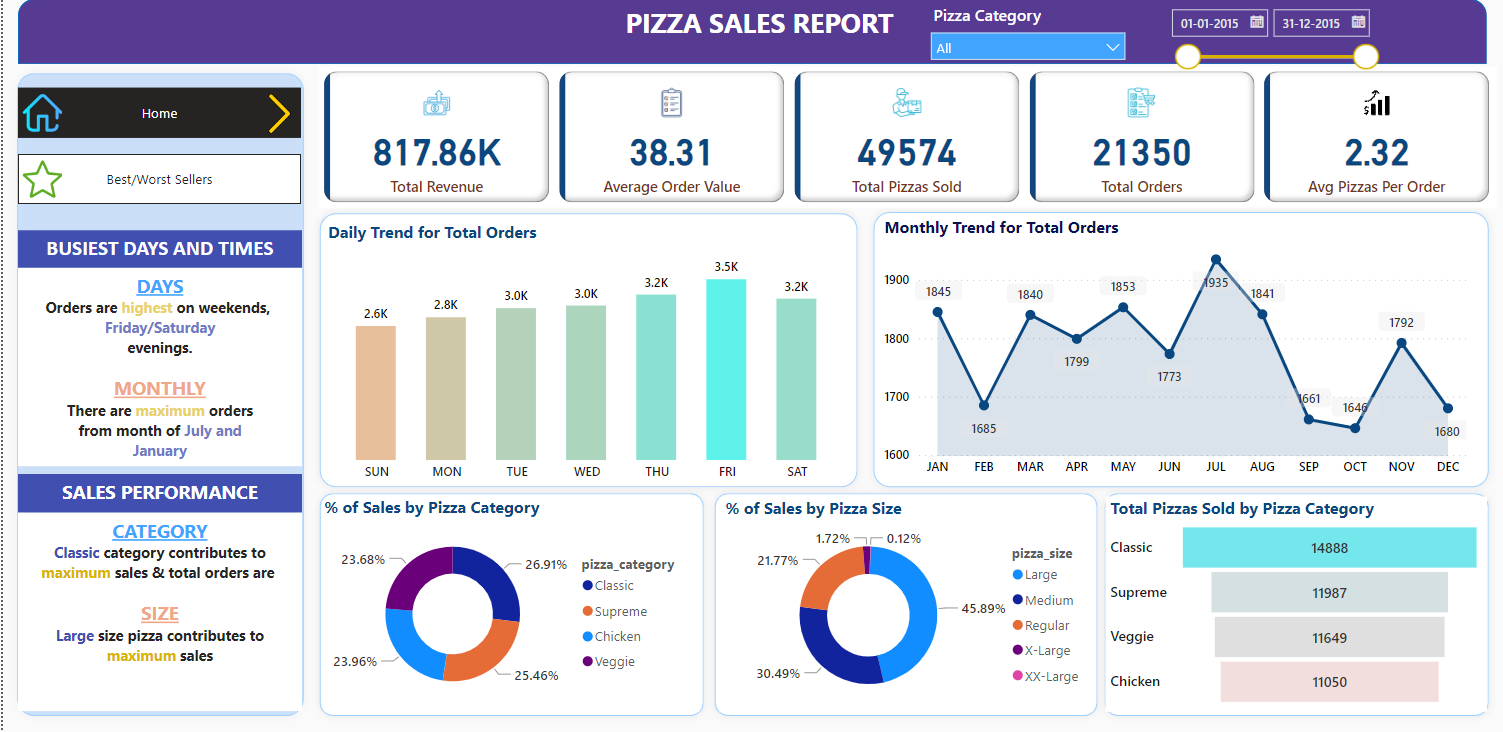 PIZZA SALES REPORT
Pizza Category
All
01-01-2015
31-12-2015
Home
Best/Worst Sellers
BUSIEST DAYS AND TIMES
DAYS
Orders are highest on weekends,
Friday/Saturday
evenings.
MONTHLY
There are maximum orders
from month of July and
January
SALES PERFORMANCE
CATEGORY
Classic category contributes to
maximum sales & total orders are
SIZE
Large size pizza contributes to
maximum sales
817.86K
Total Revenue
38.31
Average Order Value
49574
Total Pizzas Sold
21350
Total Orders
2.32
Avg Pizzas Per Order
Daily Trend for Total Orders
2.6K
2.8K
3.0K
3.0K
3.2K
3.5K
3.2K
SUN MON TUE WED THU FRI SAT
Monthly Trend for Total Orders
1900
1800
1700
1600
1845
1685
1840
1799
1853
1773
1935
1841
1661
1646
1792
1680
JAN FEB MAR APR MAY JUN JUL AUG SEP OCT NOV DEC
% of Sales by Pizza Category
23.68%
26.91%
23.96%
25.46%
pizza_category
Classic
Supreme
Chicken
Veggie
% of Sales by Pizza Size
1.72%
0.12%
21.77%
45.89%
30.49%
pizza_size
Large
Medium
Regular
X-Large
XX-Large
Total Pizzas Sold by Pizza Category
Classic 14888
Supreme 11987
Veggie 11649
Chicken 11050